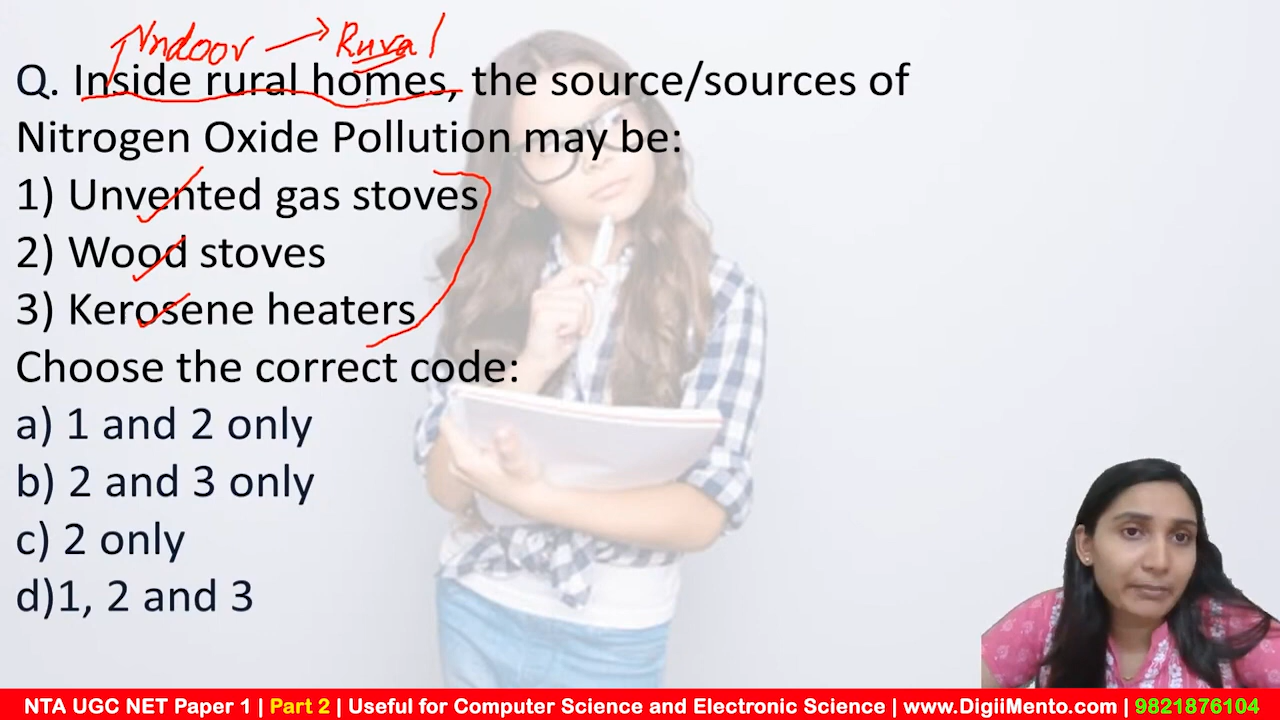 Indoor → Rural
Q. Inside rural homes, the source/sources of
Nitrogen Oxide Pollution may be:
1) Unvented gas stoves
2) Wood stoves
3) Kerosene heaters
Choose the correct code:
a) 1 and 2 only
b) 2 and 3 only
c) 2 only
d)1, 2 and 3
NTA UGC NET Paper 1 | Part 2 | Useful for Computer Science and Electronic Science | www.DigiiMento.com | 9821876104